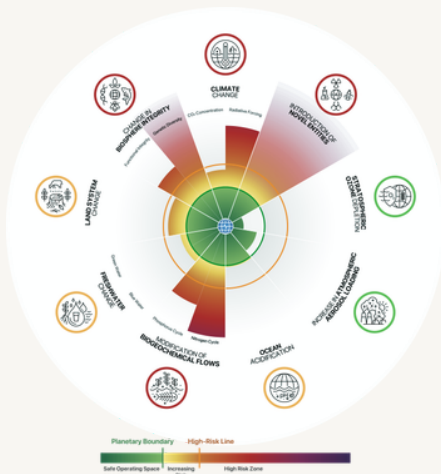 CLIMATE
CHANGE
CO₂ Concentration
Radiative Forcing
INTRODUCTION OF
NOVEL ENTITIES
STRATOSPHERIC
OZONE DEPLETION
INCREASE IN ATMOSPHERIC
AEROSOL LOADING
OCEAN
ACIDIFICATION
MODIFICATION OF
BIOGEOCHEMICAL FLOWS
Nitrogen Cycle
Phosphorus Cycle
FRESHWATER
CHANGE
Blue Water
Green Water
LAND SYSTEM
CHANGE
CHANGE IN
BIOSPHERE INTEGRITY
Functional Integrity
Genetic Diversity
Planetary Boundary
High-Risk Line
Safe Operating Space
Increasing
High Risk Zone